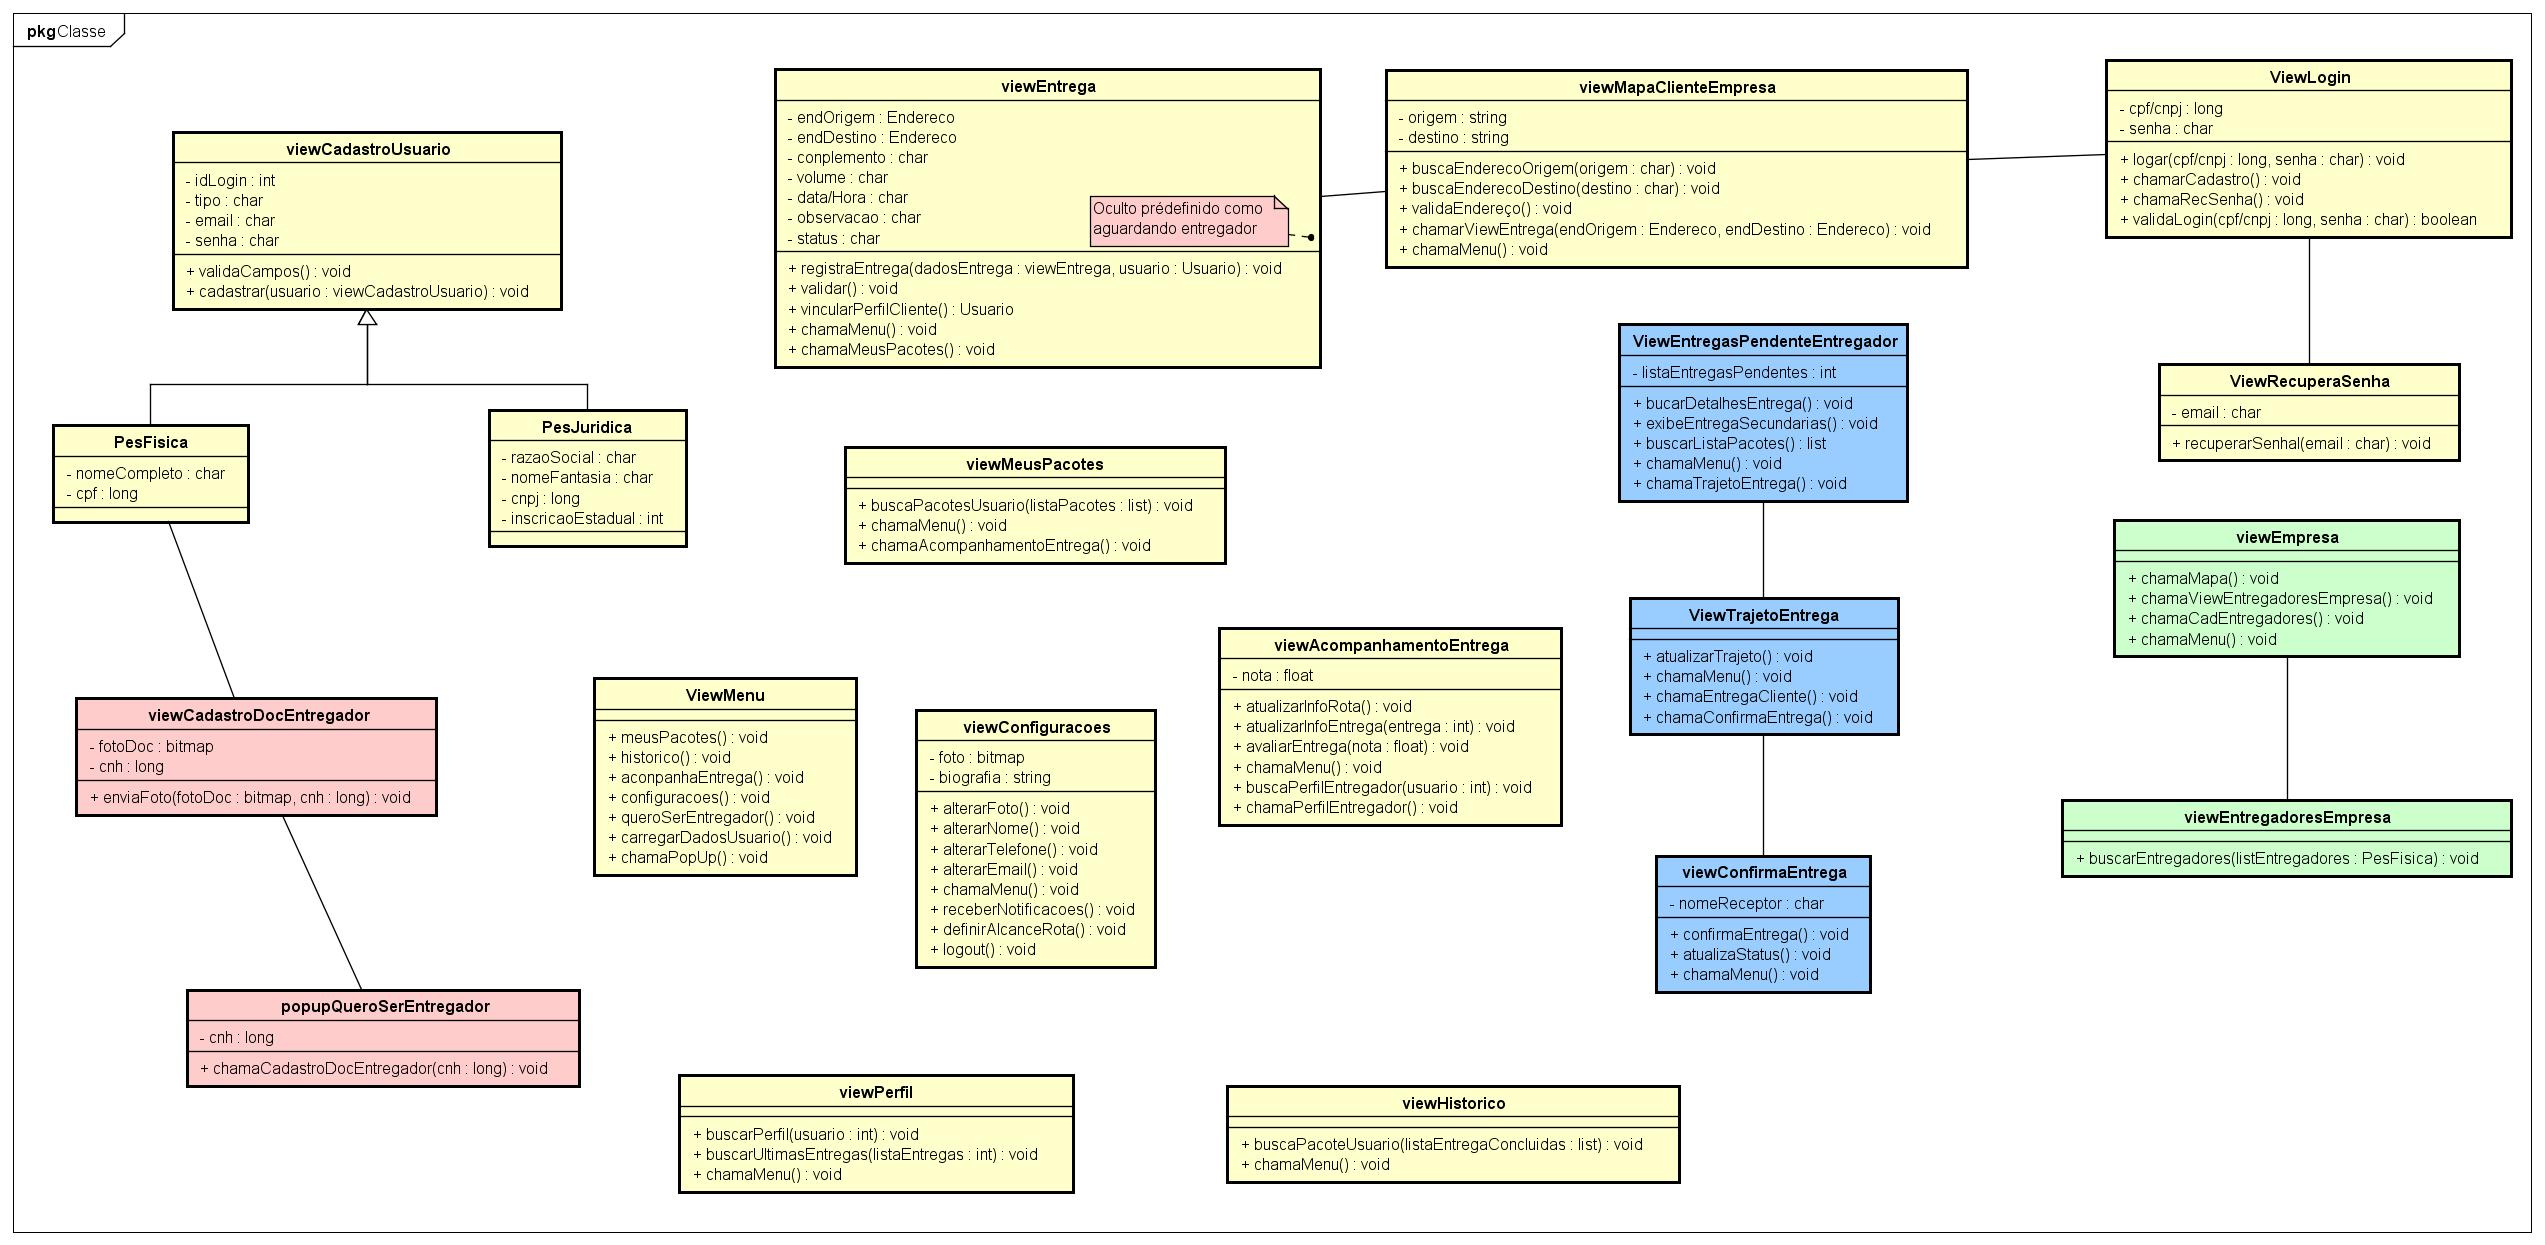 pkgClasse
viewCadastroUsuario
- idLogin : int
- tipo : char
- email : char
- senha : char
+ validaCampos() : void
+ cadastrar(usuario : viewCadastroUsuario) : void
PesFisica
- nomeCompleto : char
- cpf : long
PesJuridica
- razaoSocial : char
- nomeFantasia : char
- cnpj : long
- inscricaoEstadual : int
viewCadastroDocEntregador
- fotoDoc : bitmap
- cnh : long
+ enviaFoto(fotoDoc : bitmap, cnh : long) : void
popupQueroSerEntregador
- cnh : long
+ chamaCadastroDocEntregador(cnh : long) : void
viewEntrega
- endOrigem : Endereco
- endDestino : Endereco
- conplemento : char
- volume : char
- data/Hora : char
- observacao : char
- status : char
Oculto prédefinido como
aguardando entregador
+ registraEntrega(dadosEntrega : viewEntrega, usuario : Usuario) : void
+ validar() : void
+ vincularPerfilCliente() : Usuario
+ chamaMenu() : void
+ chamaMeusPacotes() : void
viewMapaClienteEmpresa
- origem : string
- destino : string
+ buscaEnderecoOrigem(origem : char) : void
+ buscaEnderecoDestino(destino : char) : void
+ validaEndereço() : void
+ chamarViewEntrega(endOrigem : Endereco, endDestino : Endereco) : void
+ chamaMenu() : void
ViewLogin
- cpf/cnpj : long
- senha : char
+ logar(cpf/cnpj : long, senha : char) : void
+ chamarCadastro() : void
+ chamaRecSenha() : void
+ validaLogin(cpf/cnpj : long, senha : char) : boolean
ViewRecuperaSenha
- email : char
+ recuperarSenhal(email : char) : void
ViewEntregasPendenteEntregador
- listaEntregasPendentes : int
+ bucarDetalhesEntrega() : void
+ exibeEntregaSecundarias() : void
+ buscarListaPacotes() : list
+ chamaMenu() : void
+ chamaTrajetoEntrega() : void
viewMeusPacotes
+ buscaPacotesUsuario(listaPacotes : list) : void
+ chamaMenu() : void
+ chamaAcompanhamentoEntrega() : void
viewEmpresa
+ chamaMapa() : void
+ chamaViewEntregadoresEmpresa() : void
+ chamaCadEntregadores() : void
+ chamaMenu() : void
ViewTrajetoEntrega
+ atualizarTrajeto() : void
+ chamaMenu() : void
+ chamaEntregaCliente() : void
+ chamaConfirmaEntrega() : void
viewAcompanhamentoEntrega
- nota : float
+ atualizarInfoRota() : void
+ atualizarInfoEntrega(entrega : int) : void
+ avaliarEntrega(nota : float) : void
+ chamaMenu() : void
+ buscaPerfilEntregador(usuario : int) : void
+ chamaPerfilEntregador() : void
ViewMenu
+ meusPacotes() : void
+ historico() : void
+ aconpanhaEntrega() : void
+ configuracoes() : void
+ queroSerEntregador() : void
+ carregarDadosUsuario() : void
+ chamaPopUp() : void
viewConfiguracoes
- foto : bitmap
- biografia : string
+ alterarFoto() : void
+ alterarNome() : void
+ alterarTelefone() : void
+ alterarEmail() : void
+ chamaMenu() : void
+ receberNotificacoes() : void
+ definirAlcanceRota() : void
+ logout() : void
viewEntregadoresEmpresa
+ buscarEntregadores(listEntregadores : PesFisica) : void
viewConfirmaEntrega
- nomeReceptor : char
+ confirmaEntrega() : void
+ atualizaStatus() : void
+ chamaMenu() : void
viewPerfil
+ buscarPerfil(usuario : int) : void
+ buscarUltimasEntregas(listaEntregas : int) : void
+ chamaMenu() : void
viewHistorico
+ buscaPacoteUsuario(listaEntregaConcluidas : list) : void
+ chamaMenu() : void